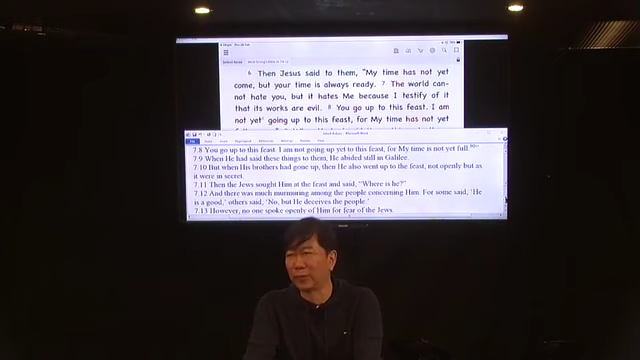 6 Then Jesus said to them, "My time has not yet
come, but your time is always ready. 7 The world can-
not hate you, but it hates Me because I testify of it
that its works are evil. 8 You go up to this feast. I am
not yet going up to this feast, for My time has not yet
7.8 You go up to this feast. I am not going up yet to this feast, for My time is not yet full.
7.9 When He had said these things to them, He abided still in Galilee.
7.10 But when His brothers had gone up, then He also went up to the feast, not openly but as
it were in secret.
7.11 Then the Jews sought Him at the feast and said, "Where is he?"
7.12 And there was much murmuring among the people concerning Him. For some said, 'He
is a good,' others said, 'No, but He deceives the people.'
7.13 However, no one spoke openly of Him for fear of the Jews.